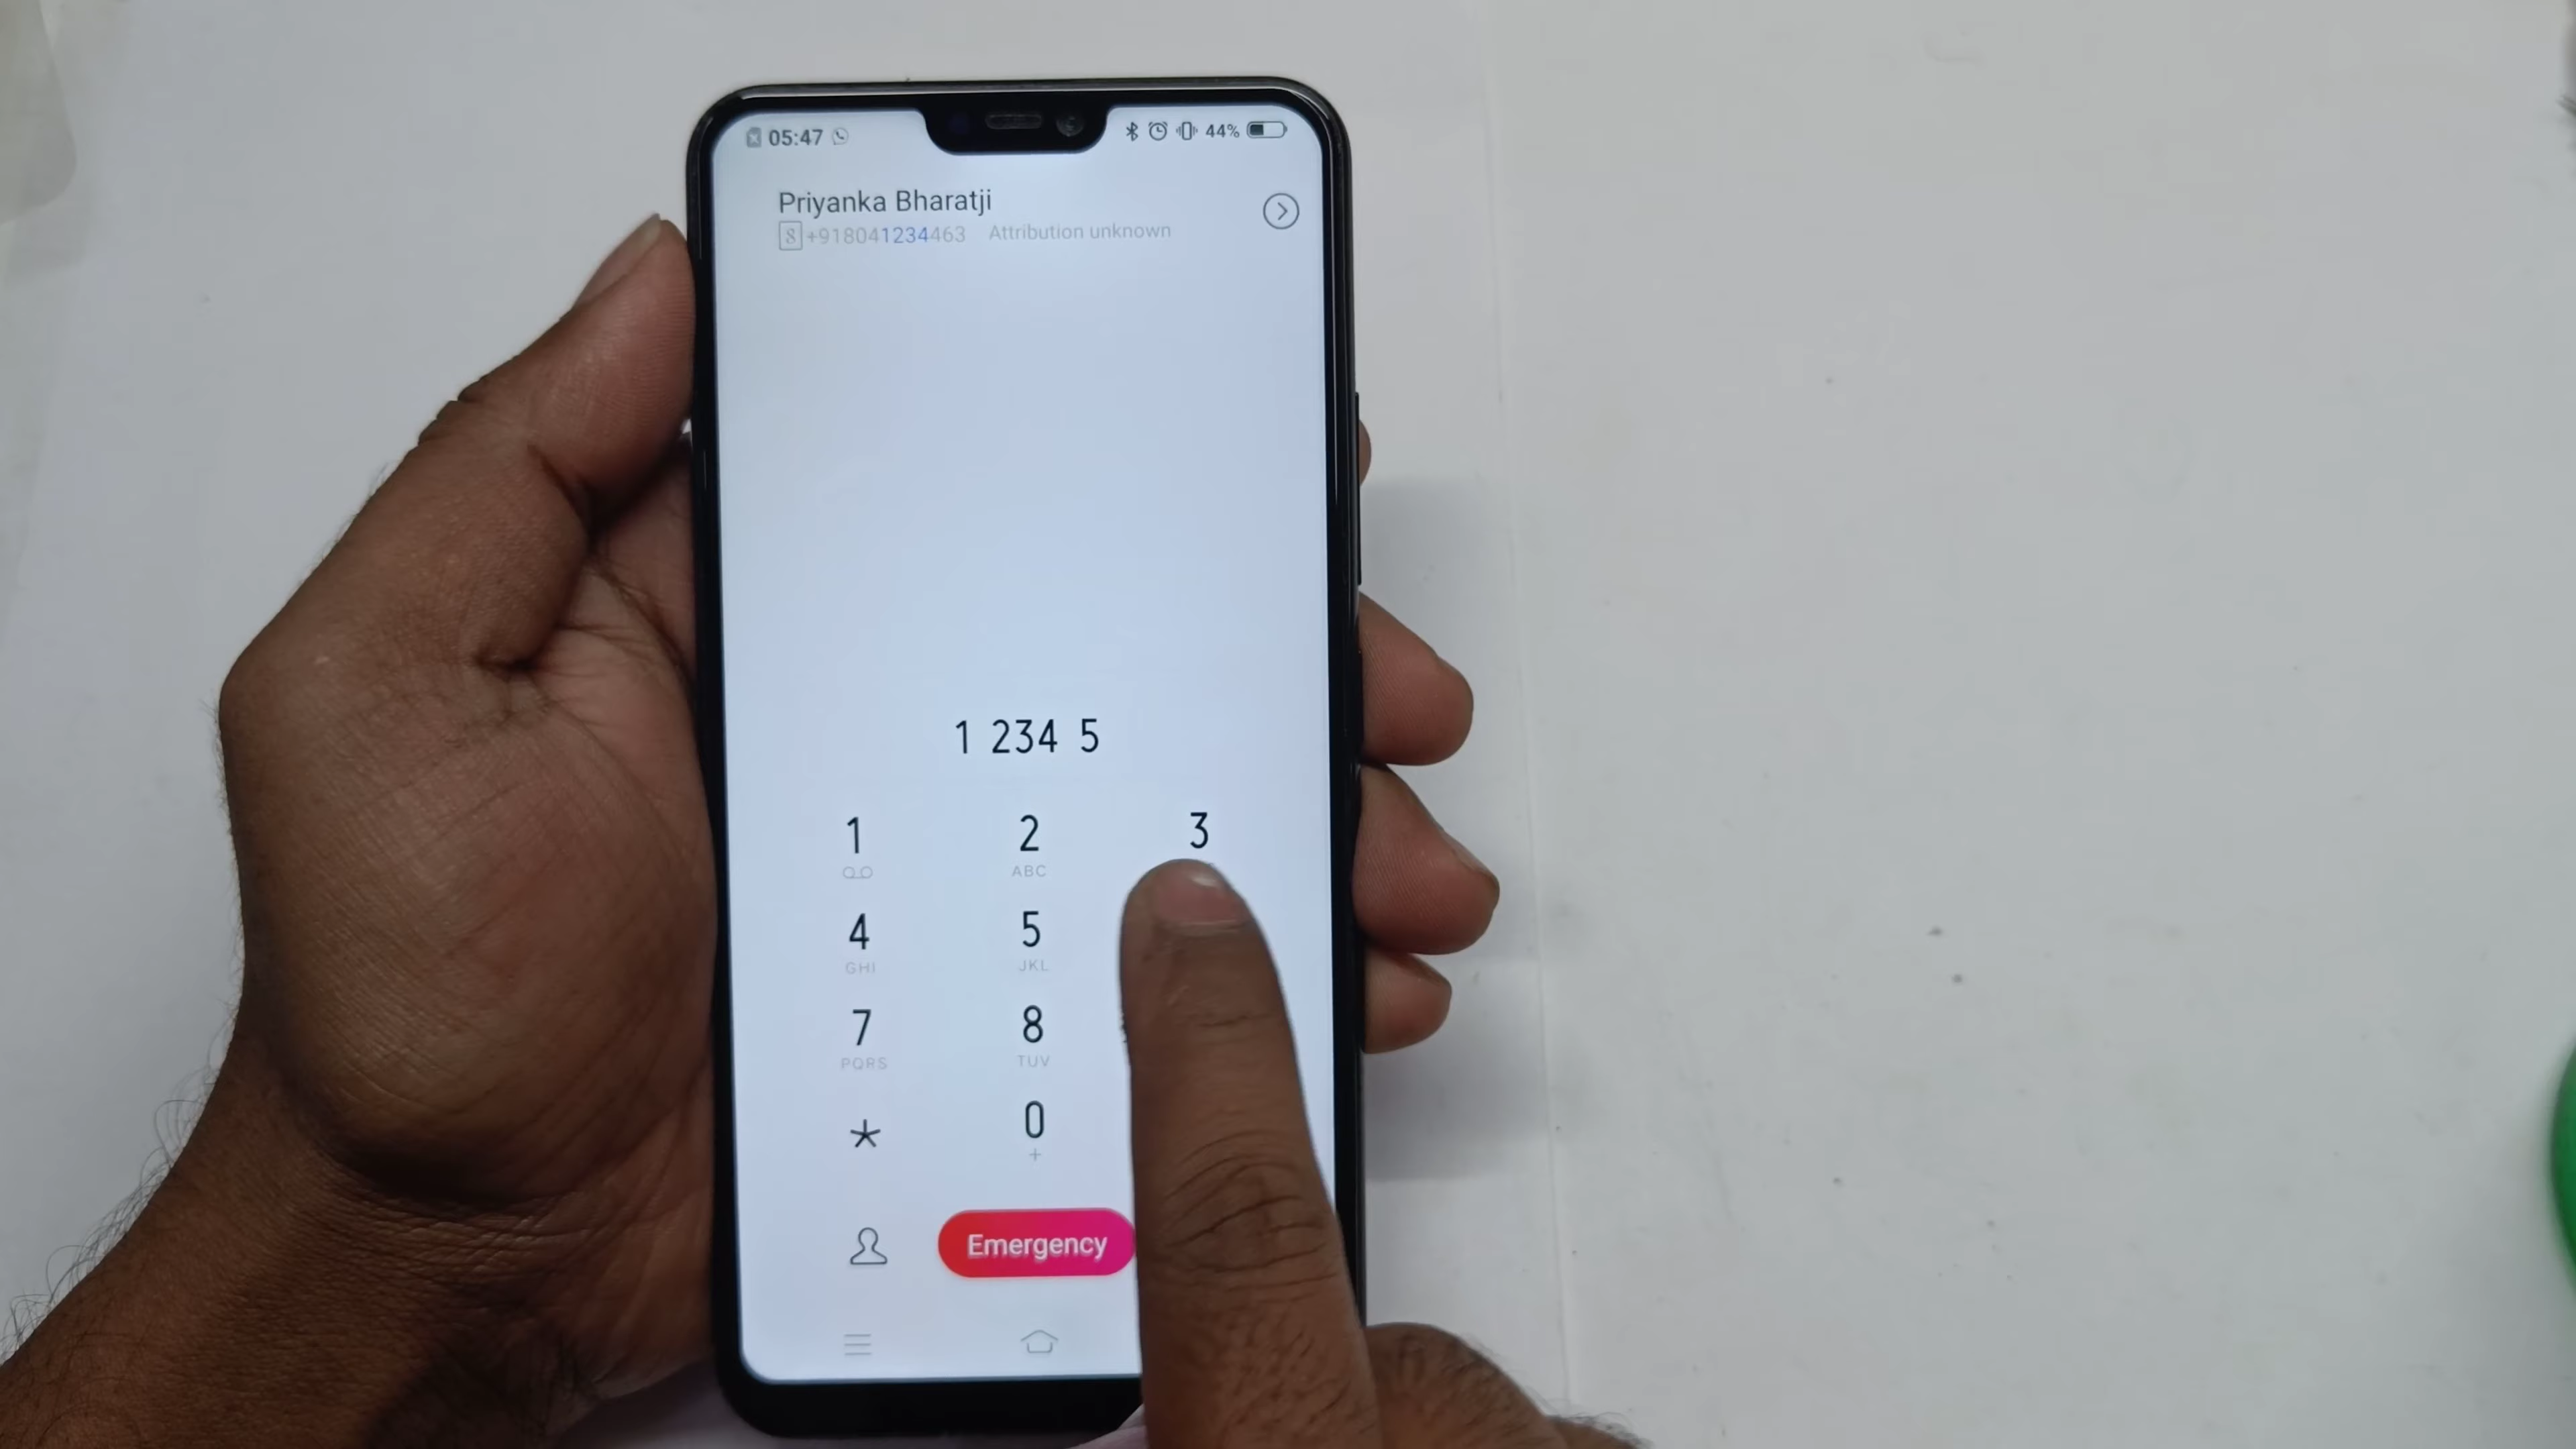 05:47 44%
Priyanka Bharatji
8 +918041234463 Attribution unknown
1 234 5
1 2 3
ABC
4 5
GHI JKL
7 8
PQRS TUV
* 0
+
Emergency